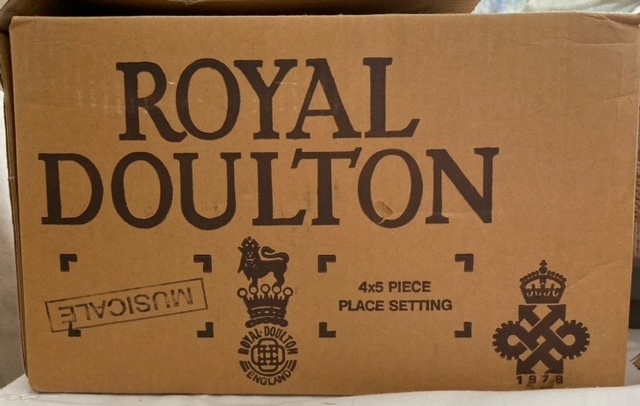 ROYAL
DOULTON
MUSICALE
4x5 PIECE
PLACE SETTING
ROYAL·DOULTON
ENGLAND
1978